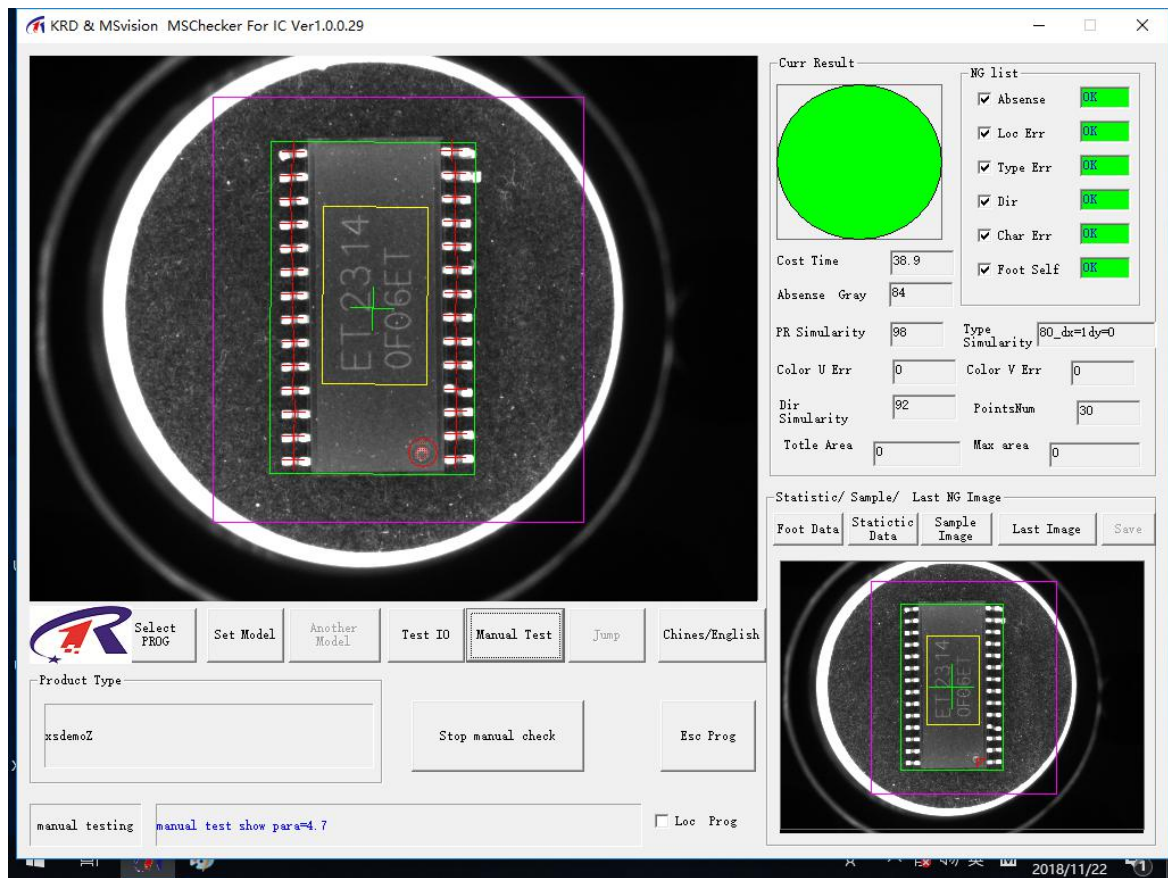 KRD & MSvision MSChecker For IC Ver1.0.0.29
ET2314
0F06ET
Curr Result
NG list
Absense OK
Loc Err OK
Type Err OK
Dir OK
Char Err OK
Foot Self OK
Cost Time 38.9
Absense Gray 84
PR Simularity 98
Type Simularity 80_dx=1dy=0
Color U Err 0
Color V Err 0
Dir Simularity 92
PointsNum 30
Totle Area 0
Max area 0
Statistic/ Sample/ Last NG Image
Foot Data
Statictic Data
Sample Image
Last Image
Save
ET2314
0F06ET
Select PROG
Set Model
Another Model
Test IO
Manual Test
Jump
Chines/English
Product Type
xsdemoZ
Stop manual check
Esc Prog
manual testing
manual test show para=4.7
Loc Prog
英
2018/11/22
1